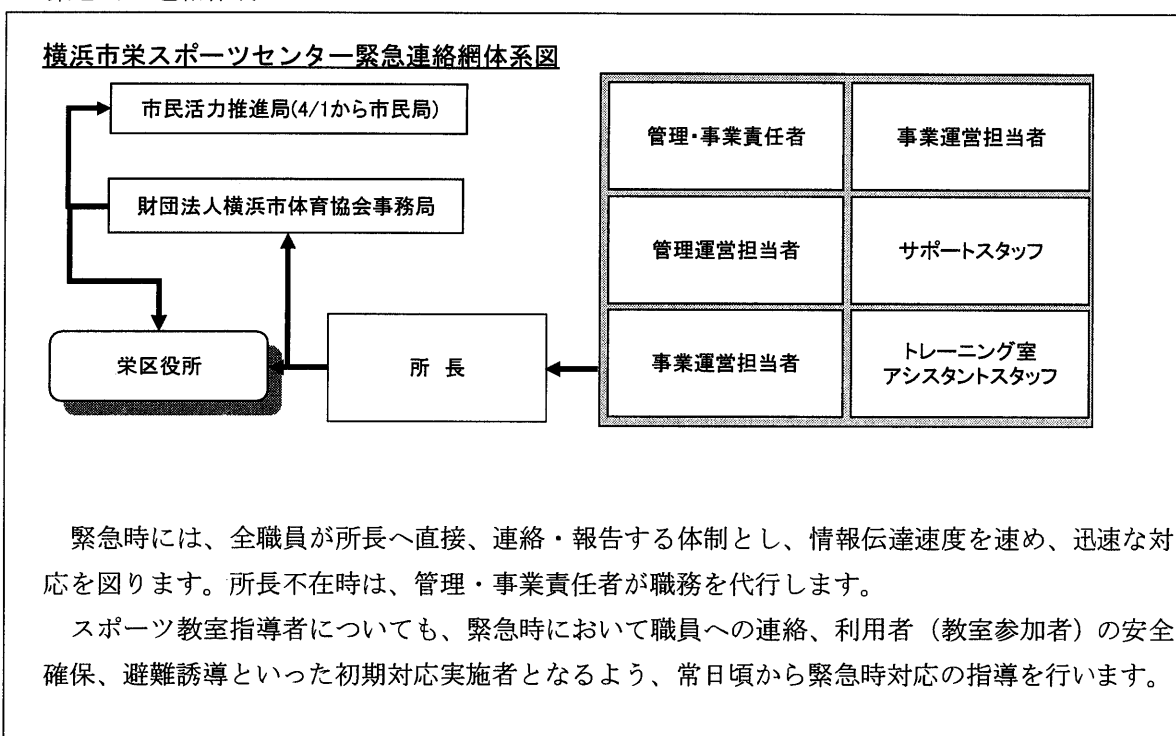 横浜市栄スポーツセンター緊急連絡網体系図
市民活力推進局(4/1から市民局)
財団法人横浜市体育協会事務局
栄区役所
所 長
管理・事業責任者
事業運営担当者
管理運営担当者
サポートスタッフ
事業運営担当者
トレーニング室
アシスタントスタッフ
緊急時には、全職員が所長へ直接、連絡・報告する体制とし、情報伝達速度を速め、迅速な対
応を図ります。所長不在時は、管理・事業責任者が職務を代行します。
スポーツ教室指導者についても、緊急時において職員への連絡、利用者（教室参加者）の安全
確保、避難誘導といった初期対応実施者となるよう、常日頃から緊急時対応の指導を行います。